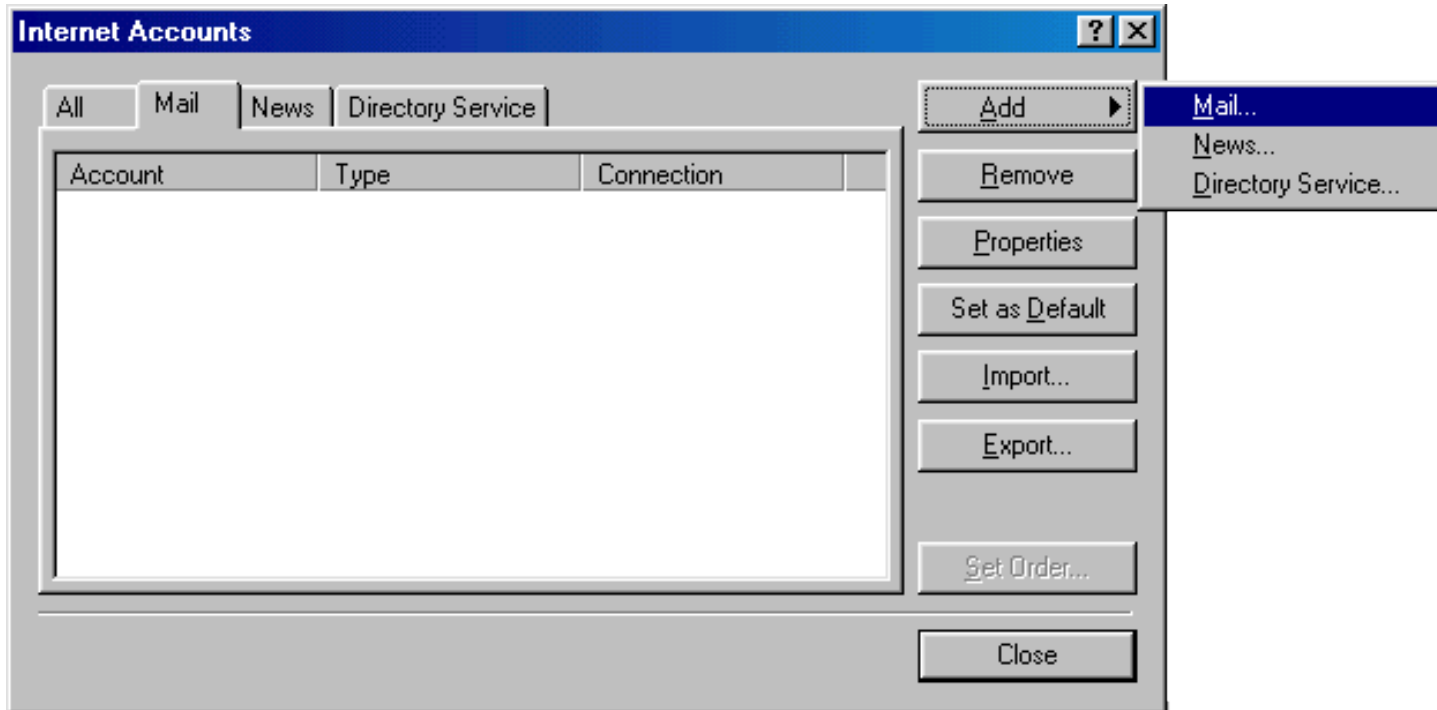 Internet Accounts
All Mail News Directory Service
Add
Mail...
News...
Directory Service...
Account Type Connection
Remove
Properties
Set as Default
Import...
Export...
Set Order...
Close